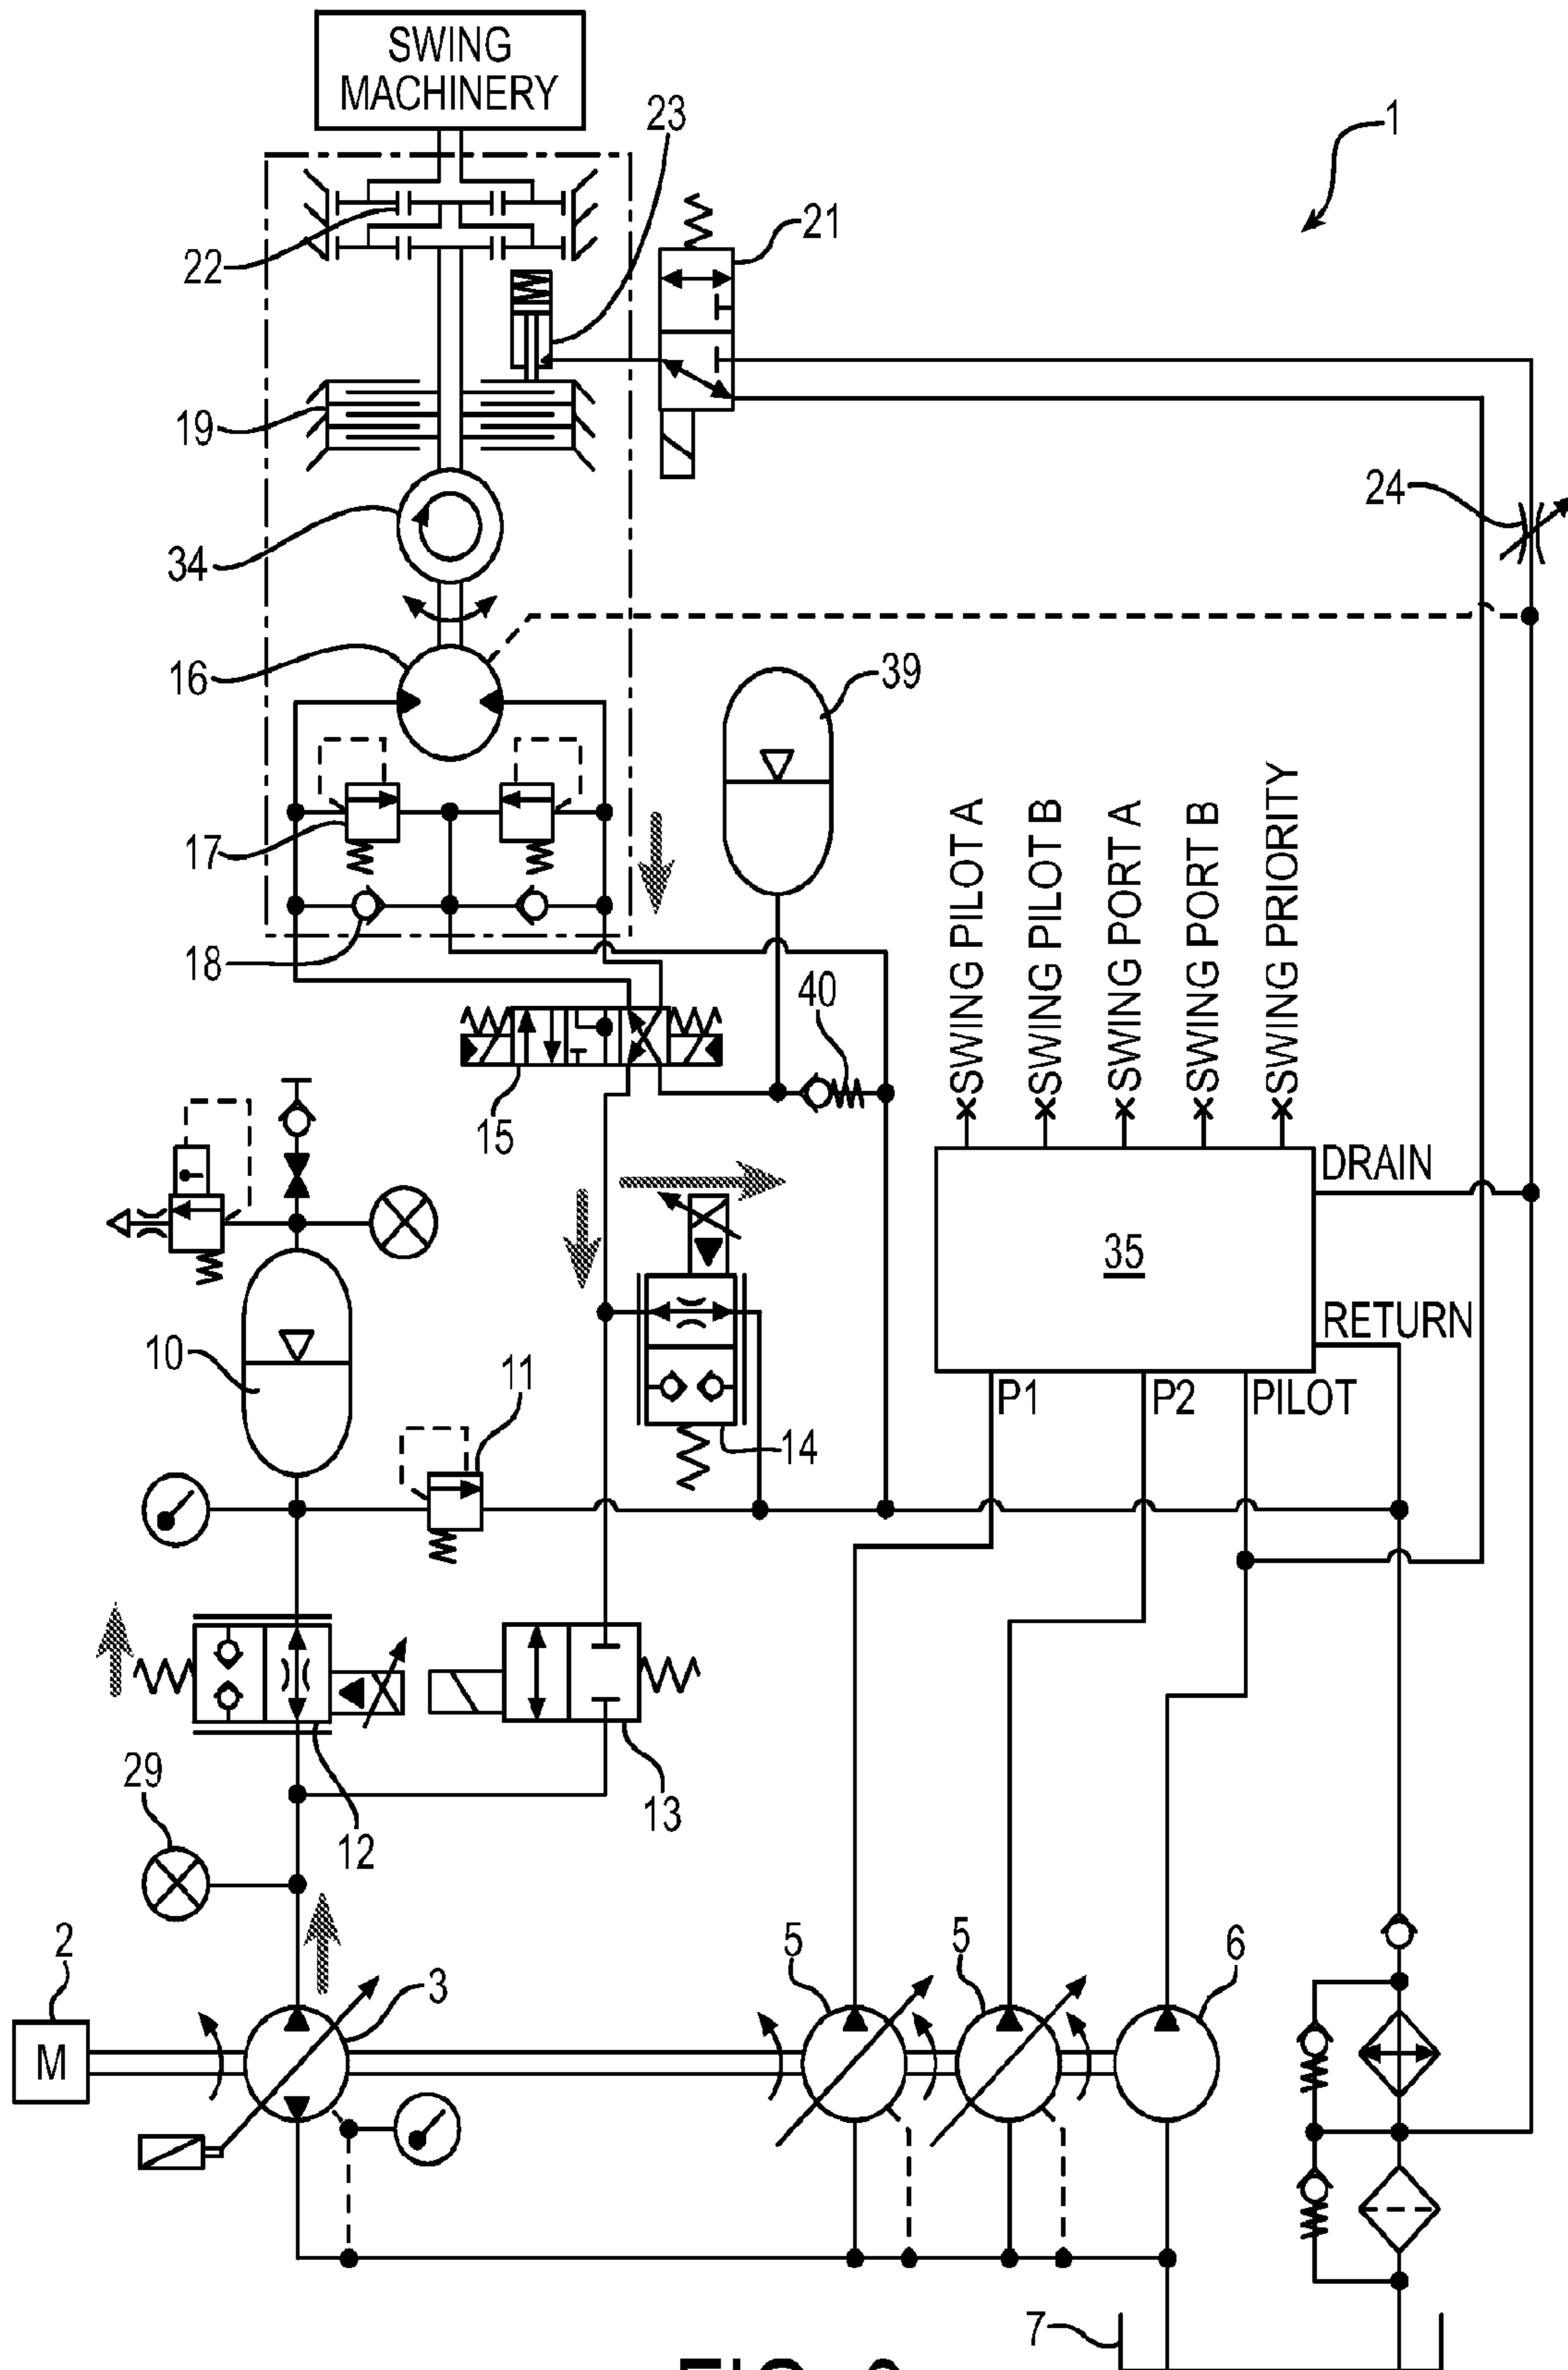 SWING
MACHINERY
23
1
21
22
19
24
34
16
39
17
SWING PILOT A
SWING PILOT B
SWING PORT A
SWING PORT B
SWING PRIORITY
18
40
15
DRAIN
35
10
RETURN
11
P1
P2
PILOT
14
29
12
13
2
3
5
5
6
M
7